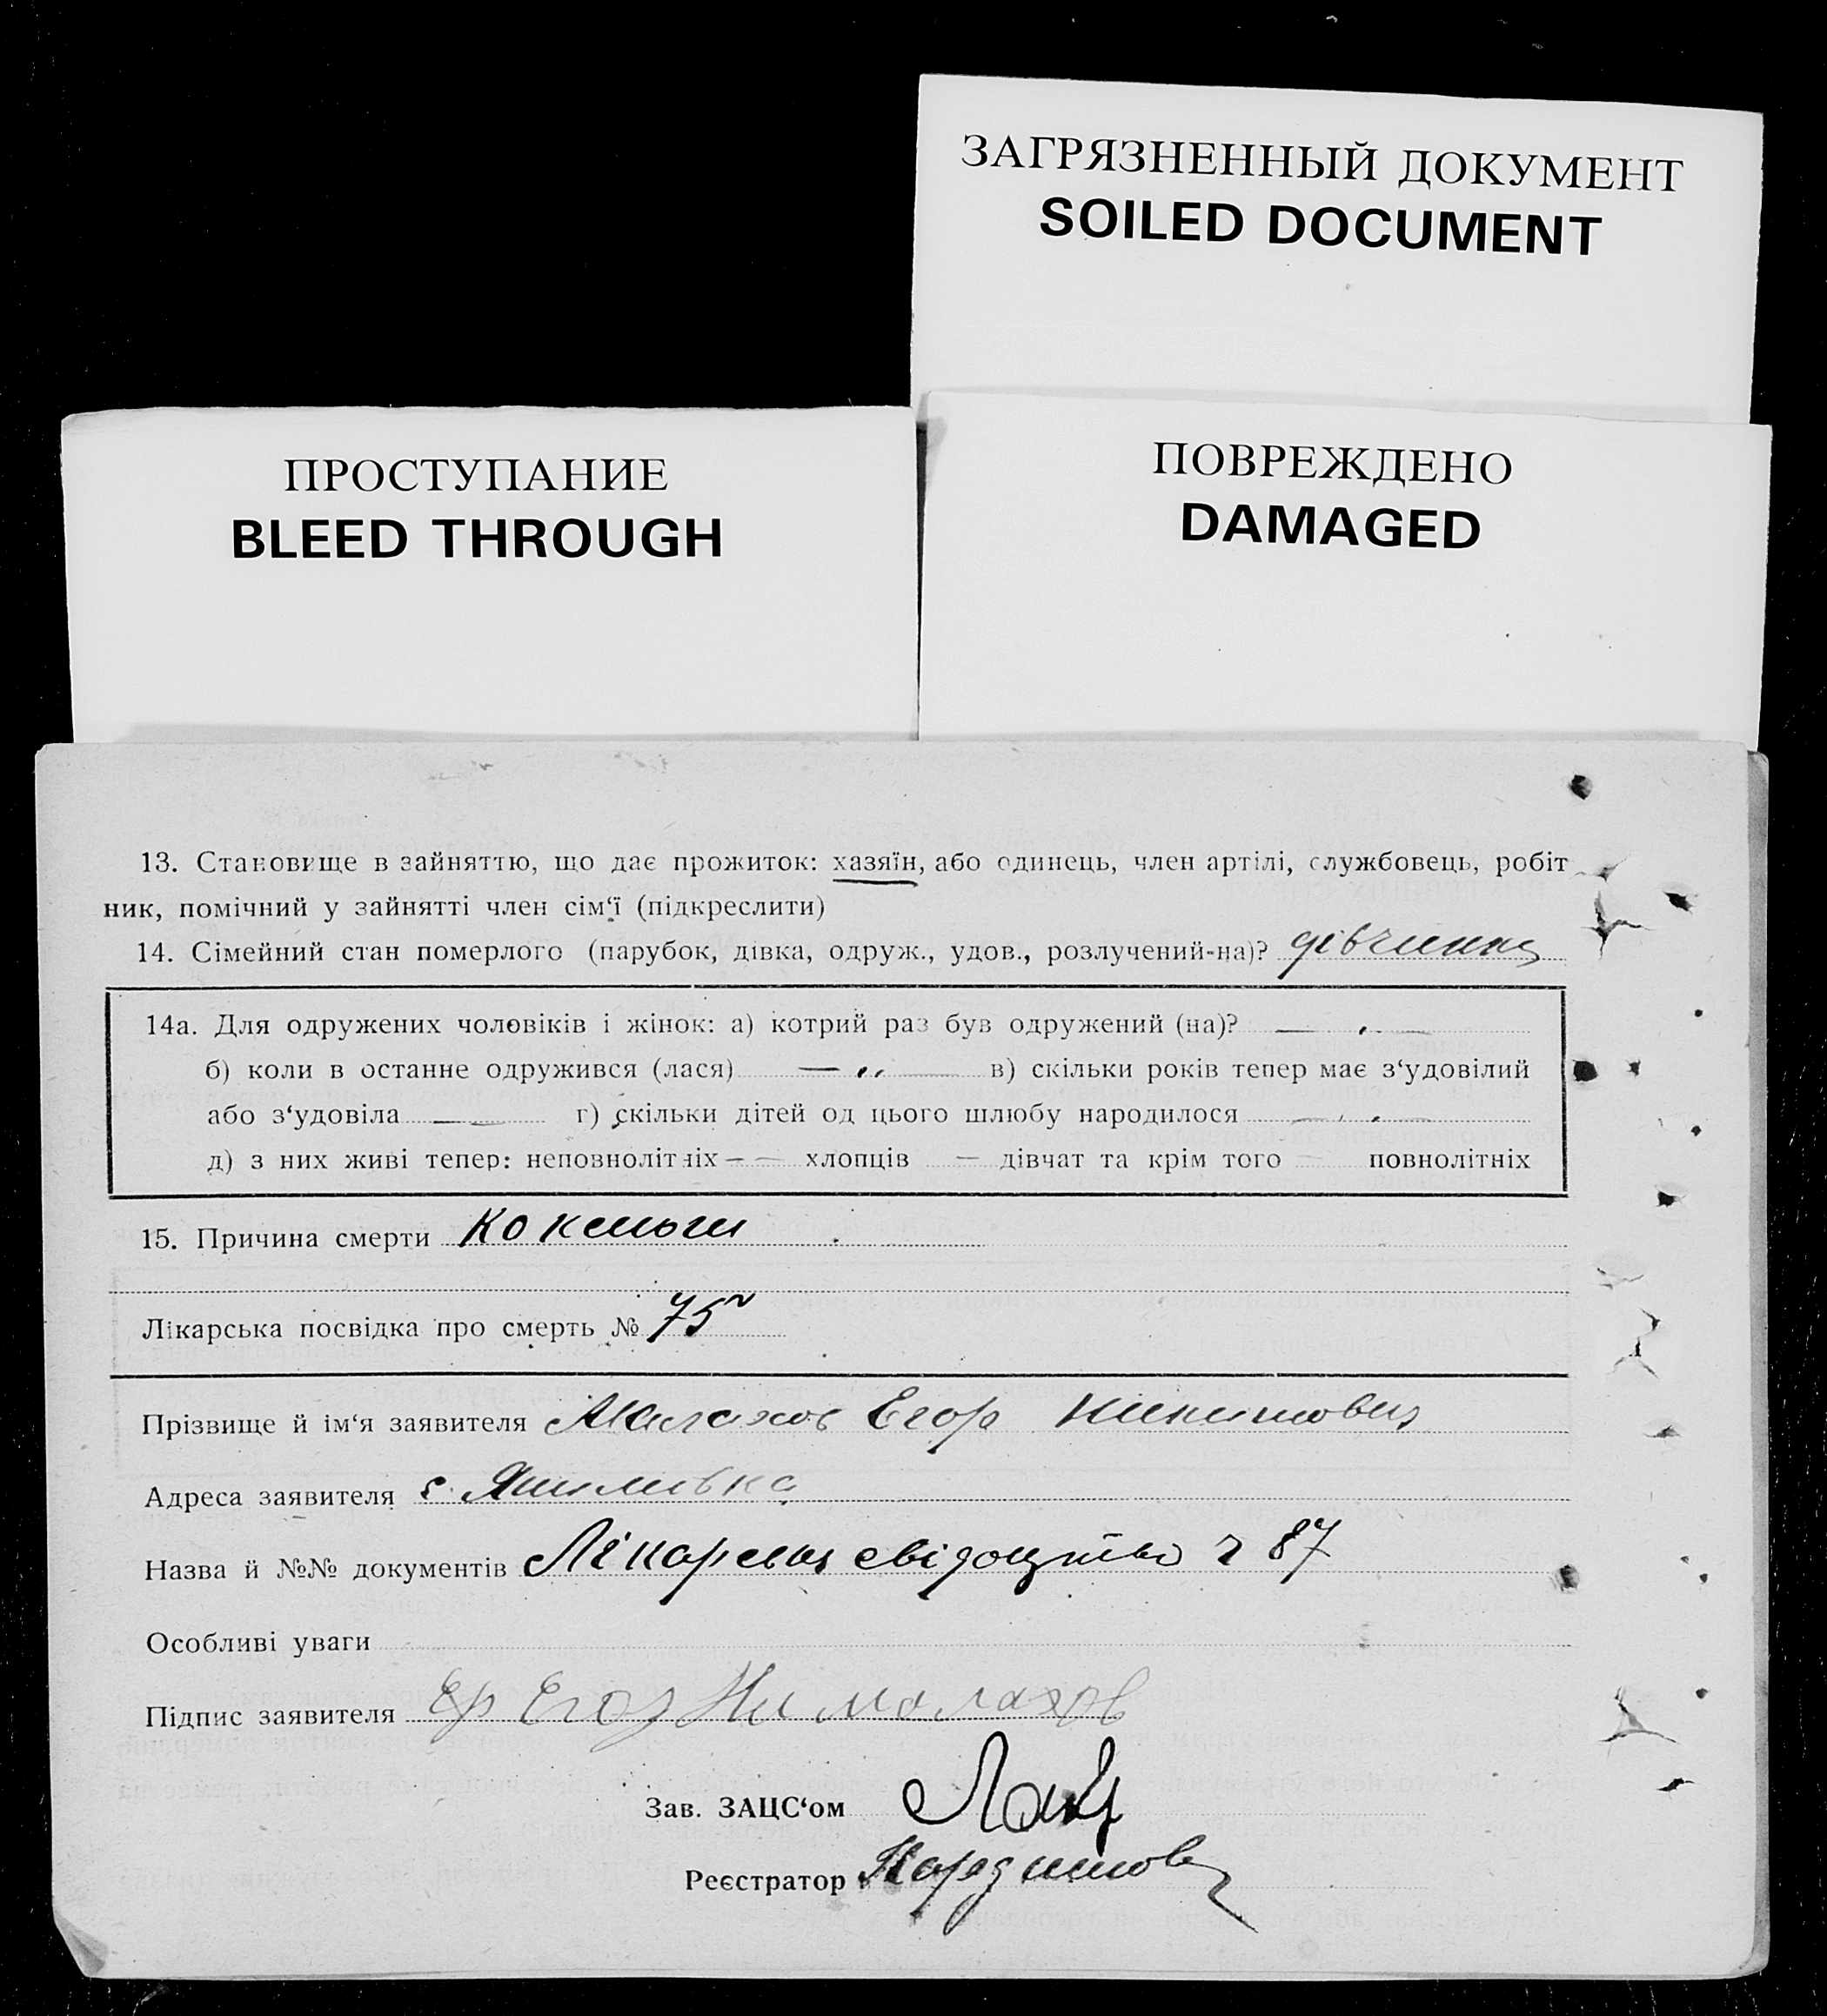 ЗАГРЯЗНЕННЫЙ ДОКУМЕНТ
SOILED DOCUMENT
ПРОСТУПАНИЕ
BLEED THROUGH
ПОВРЕЖДЕНО
DAMAGED
13. Становище в зайняттю, що дає прожиток: хазяїн, або одинець, член артілі, службовець, робіт
ник, помічний у зайнятті член сім‘ї (підкреслити)
14. Сімейний стан померлого (парубок, дівка, одруж., удов., розлучений-на)? дівчинка
14а. Для одружених чоловіків і жінок: а) котрий раз був одружений (на)? — „ —
б) коли в останне одружився (лася) — „ — в) скільки років тепер має з‘удовілий
або з‘удовіла — — г) скільки дітей од цього шлюбу народилося — „ —
д) з них живі тепер: неповнолітніх — — хлопців — дівчат та крім того — повнолітніх
15. Причина смерти Коклюш
Лікарська посвідка про смерть № 75
Прізвище й ім‘я заявителя Малахов Егор Никитович
Адреса заявителя с.
Назва й №№ документів Лікарська свідоцтво ч 87
Особливі уваги
Підпис заявителя Егор Ни малахов
Зав. ЗАЦС‘ом
Реєстратор